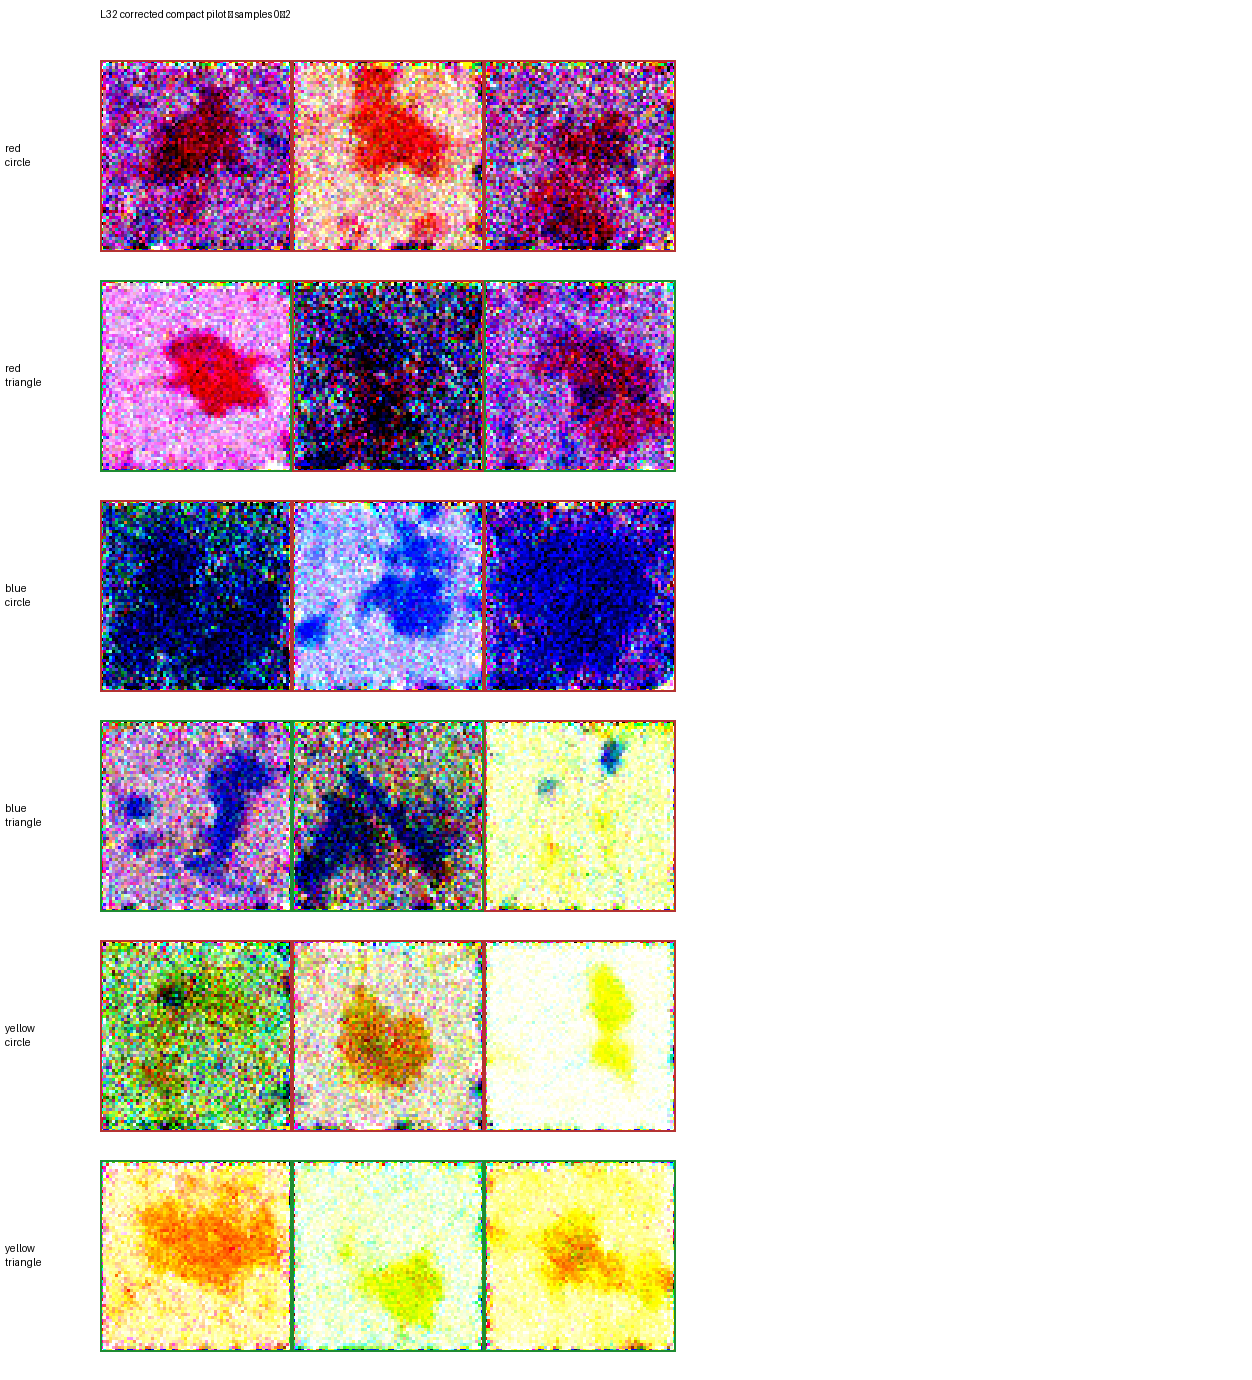 L32 corrected compact pilot □ samples 0□2
red
circle
red
triangle
blue
circle
blue
triangle
yellow
circle
yellow
triangle